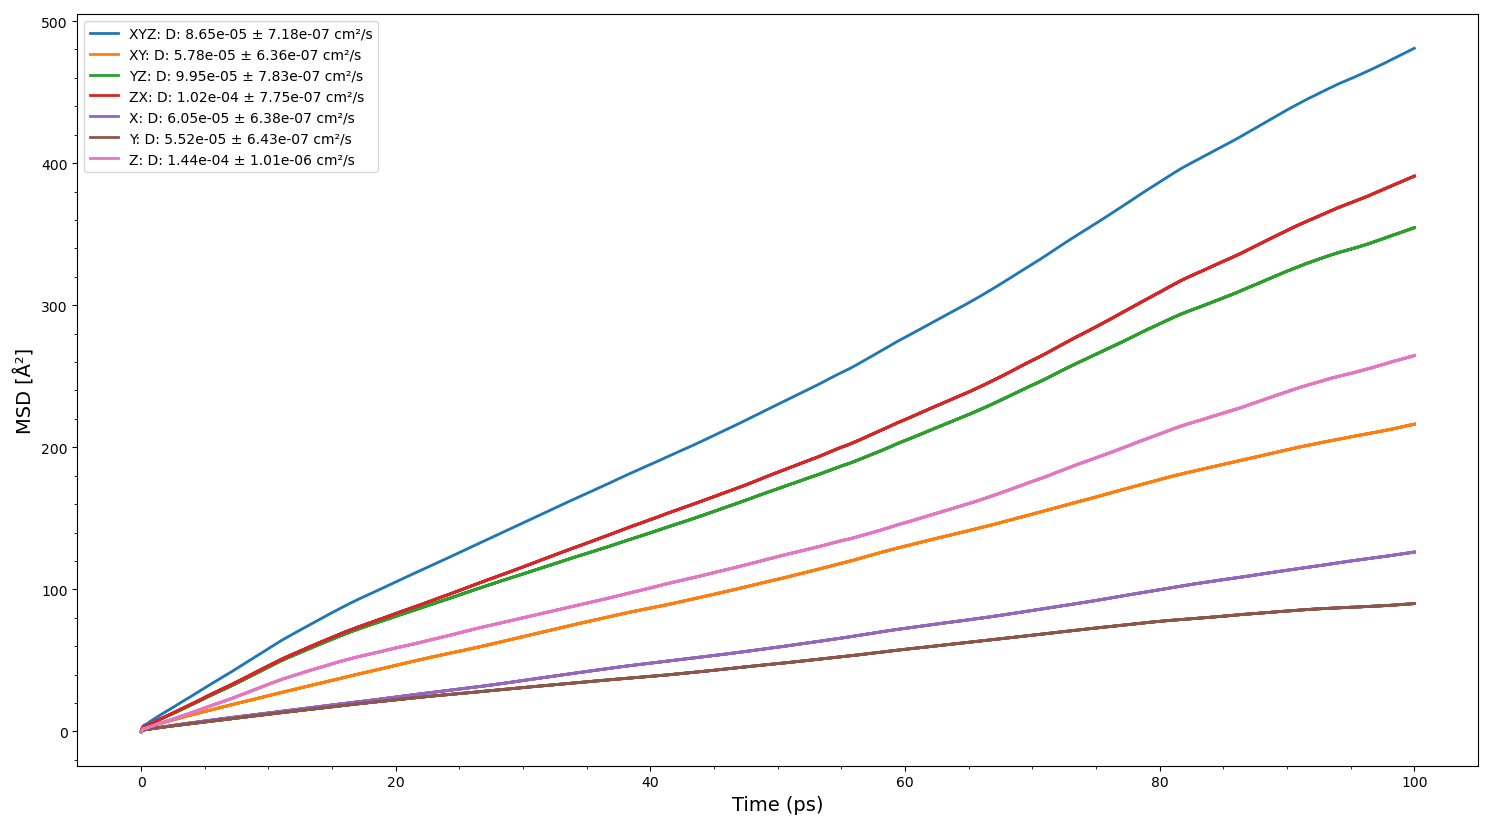 500
400
300
200
100
0
MSD [Å²]
XYZ: D: 8.65e-05 ± 7.18e-07 cm²/s
XY: D: 5.78e-05 ± 6.36e-07 cm²/s
YZ: D: 9.95e-05 ± 7.83e-07 cm²/s
ZX: D: 1.02e-04 ± 7.75e-07 cm²/s
X: D: 6.05e-05 ± 6.38e-07 cm²/s
Y: D: 5.52e-05 ± 6.43e-07 cm²/s
Z: D: 1.44e-04 ± 1.01e-06 cm²/s
0 20 40 60 80 100
Time (ps)